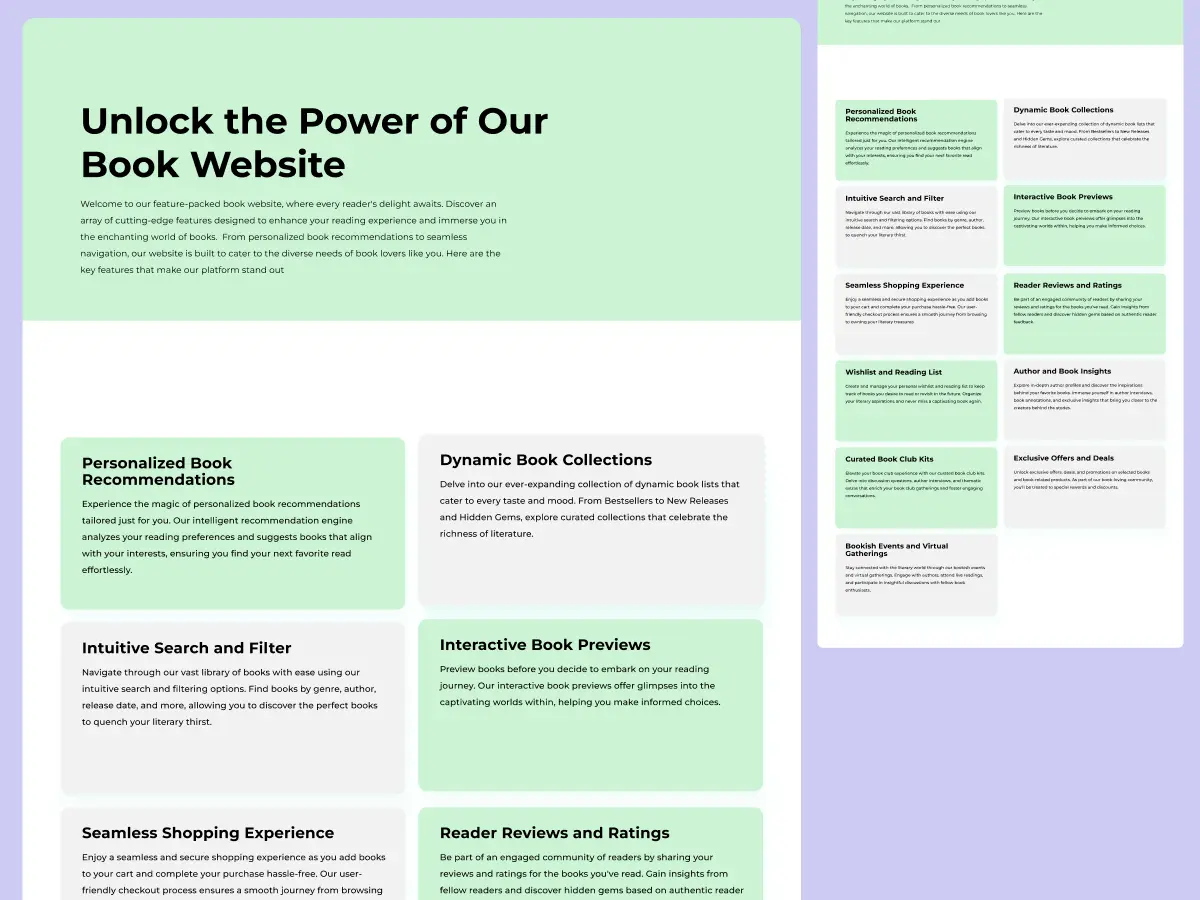 Unlock the Power of Our
Book Website
Welcome to our feature-packed book website, where every reader's delight awaits. Discover an
array of cutting-edge features designed to enhance your reading experience and immerse you in
the enchanting world of books.  From personalized book recommendations to seamless
navigation, our website is built to cater to the diverse needs of book lovers like you. Here are the
key features that make our platform stand out
Personalized Book
Recommendations
Experience the magic of personalized book recommendations
tailored just for you. Our intelligent recommendation engine
analyzes your reading preferences and suggests books that align
with your interests, ensuring you find your next favorite read
effortlessly.
Dynamic Book Collections
Delve into our ever-expanding collection of dynamic book lists that
cater to every taste and mood. From Bestsellers to New Releases
and Hidden Gems, explore curated collections that celebrate the
richness of literature.
Intuitive Search and Filter
Navigate through our vast library of books with ease using our
intuitive search and filtering options. Find books by genre, author,
release date, and more, allowing you to discover the perfect books
to quench your literary thirst.
Interactive Book Previews
Preview books before you decide to embark on your reading
journey. Our interactive book previews offer glimpses into the
captivating worlds within, helping you make informed choices.
Seamless Shopping Experience
Enjoy a seamless and secure shopping experience as you add books
to your cart and complete your purchase hassle-free. Our user-
friendly checkout process ensures a smooth journey from browsing
Reader Reviews and Ratings
Be part of an engaged community of readers by sharing your
reviews and ratings for the books you've read. Gain insights from
fellow readers and discover hidden gems based on authentic reader
the enchanting world of books.  From personalized book recommendations to seamless
navigation, our website is built to cater to the diverse needs of book lovers like you. Here are the
key features that make our platform stand out
Personalized Book
Recommendations
Experience the magic of personalized book recommendations
tailored just for you. Our intelligent recommendation engine
analyzes your reading preferences and suggests books that align
with your interests, ensuring you find your next favorite read
effortlessly.
Dynamic Book Collections
Delve into our ever-expanding collection of dynamic book lists that
cater to every taste and mood. From Bestsellers to New Releases
and Hidden Gems, explore curated collections that celebrate the
richness of literature.
Intuitive Search and Filter
Navigate through our vast library of books with ease using our
intuitive search and filtering options. Find books by genre, author,
release date, and more, allowing you to discover the perfect books
to quench your literary thirst.
Interactive Book Previews
Preview books before you decide to embark on your reading
journey. Our interactive book previews offer glimpses into the
captivating worlds within, helping you make informed choices.
Seamless Shopping Experience
Enjoy a seamless and secure shopping experience as you add books
to your cart and complete your purchase hassle-free. Our user-
friendly checkout process ensures a smooth journey from browsing
to owning your literary treasures
Reader Reviews and Ratings
Be part of an engaged community of readers by sharing your
reviews and ratings for the books you've read. Gain insights from
fellow readers and discover hidden gems based on authentic reader
feedback.
Wishlist and Reading List
Create and manage your personal wishlist and reading list to keep
track of books you desire to read or revisit in the future. Organize
your literary aspirations and never miss a captivating book again.
Author and Book Insights
Explore in-depth author profiles and discover the inspirations
behind your favorite books. Immerse yourself in author interviews,
book annotations, and exclusive insights that bring you closer to the
creators behind the stories.
Curated Book Club Kits
Elevate your book club experience with our curated book club kits.
Delve into discussion questions, author interviews, and thematic
extras that enrich your book club gatherings and foster engaging
conversations.
Exclusive Offers and Deals
Unlock exclusive offers, deals, and promotions on selected books
and book-related products. As part of our book-loving community,
you'll be treated to special rewards and discounts.
Bookish Events and Virtual
Gatherings
Stay connected with the literary world through our bookish events
and virtual gatherings. Engage with authors, attend live readings,
and participate in insightful discussions with fellow book
enthusiasts.